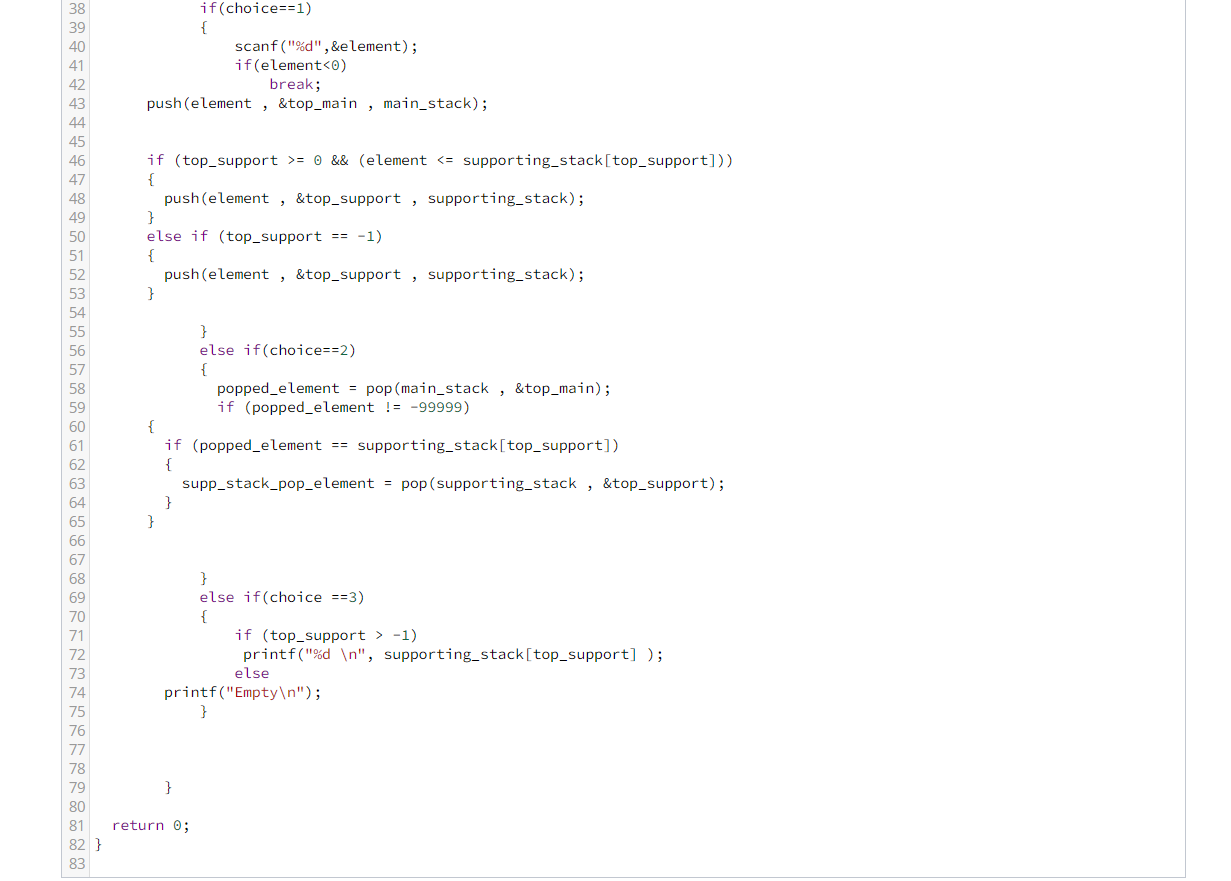 38 if(choice==1)
39 {
40 scanf("%d",&element);
41 if(element<0)
42 break;
43 push(element , &top_main , main_stack);
44
45
46 if (top_support >= 0 && (element <= supporting_stack[top_support]))
47 {
48 push(element , &top_support , supporting_stack);
49 }
50 else if (top_support == -1)
51 {
52 push(element , &top_support , supporting_stack);
53 }
54
55 }
56 else if(choice==2)
57 {
58 popped_element = pop(main_stack , &top_main);
59 if (popped_element != -99999)
60 {
61 if (popped_element == supporting_stack[top_support])
62 {
63 supp_stack_pop_element = pop(supporting_stack , &top_support);
64 }
65 }
66
67
68 }
69 else if(choice ==3)
70 {
71 if (top_support > -1)
72 printf("%d \n", supporting_stack[top_support] );
73 else
74 printf("Empty\n");
75 }
76
77
78
79 }
80
81 return 0;
82 }
83